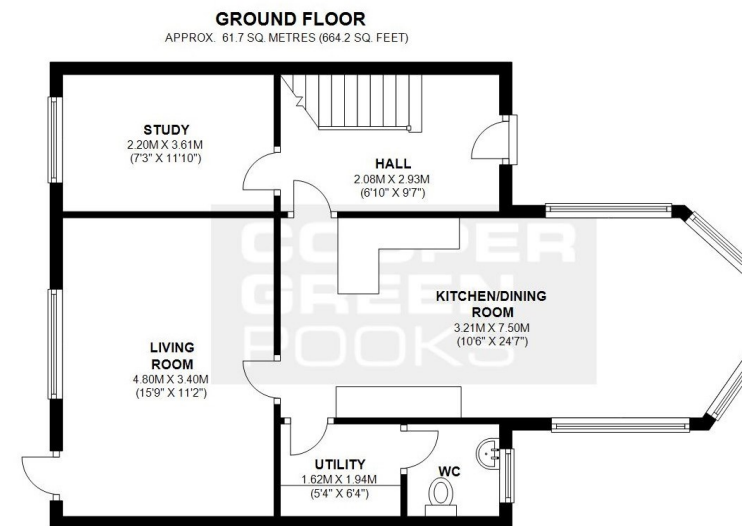 GROUND FLOOR
APPROX. 61.7 SQ. METRES (664.2 SQ. FEET)
STUDY
2.20M X 3.61M
(7'3" X 11'10")
HALL
2.08M X 2.93M
(6'10" X 9'7")
COOPER
GREEN
POOKS
KITCHEN/DINING
ROOM
3.21M X 7.50M
(10'6" X 24'7")
LIVING
ROOM
4.80M X 3.40M
(15'9" X 11'2")
UTILITY
1.62M X 1.94M
(5'4" X 6'4")
WC